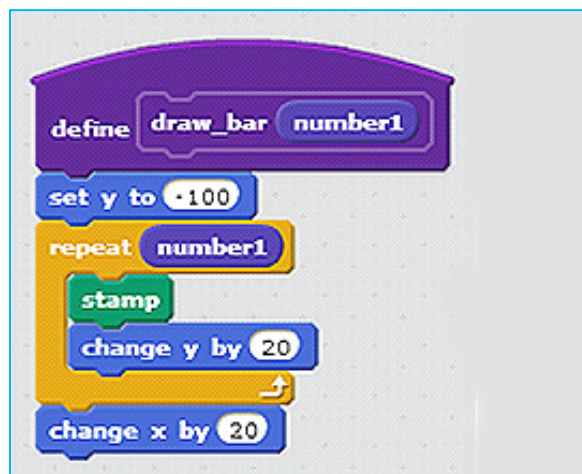 define draw_bar number1
set y to -100
repeat number1
stamp
change y by 20
change x by 20